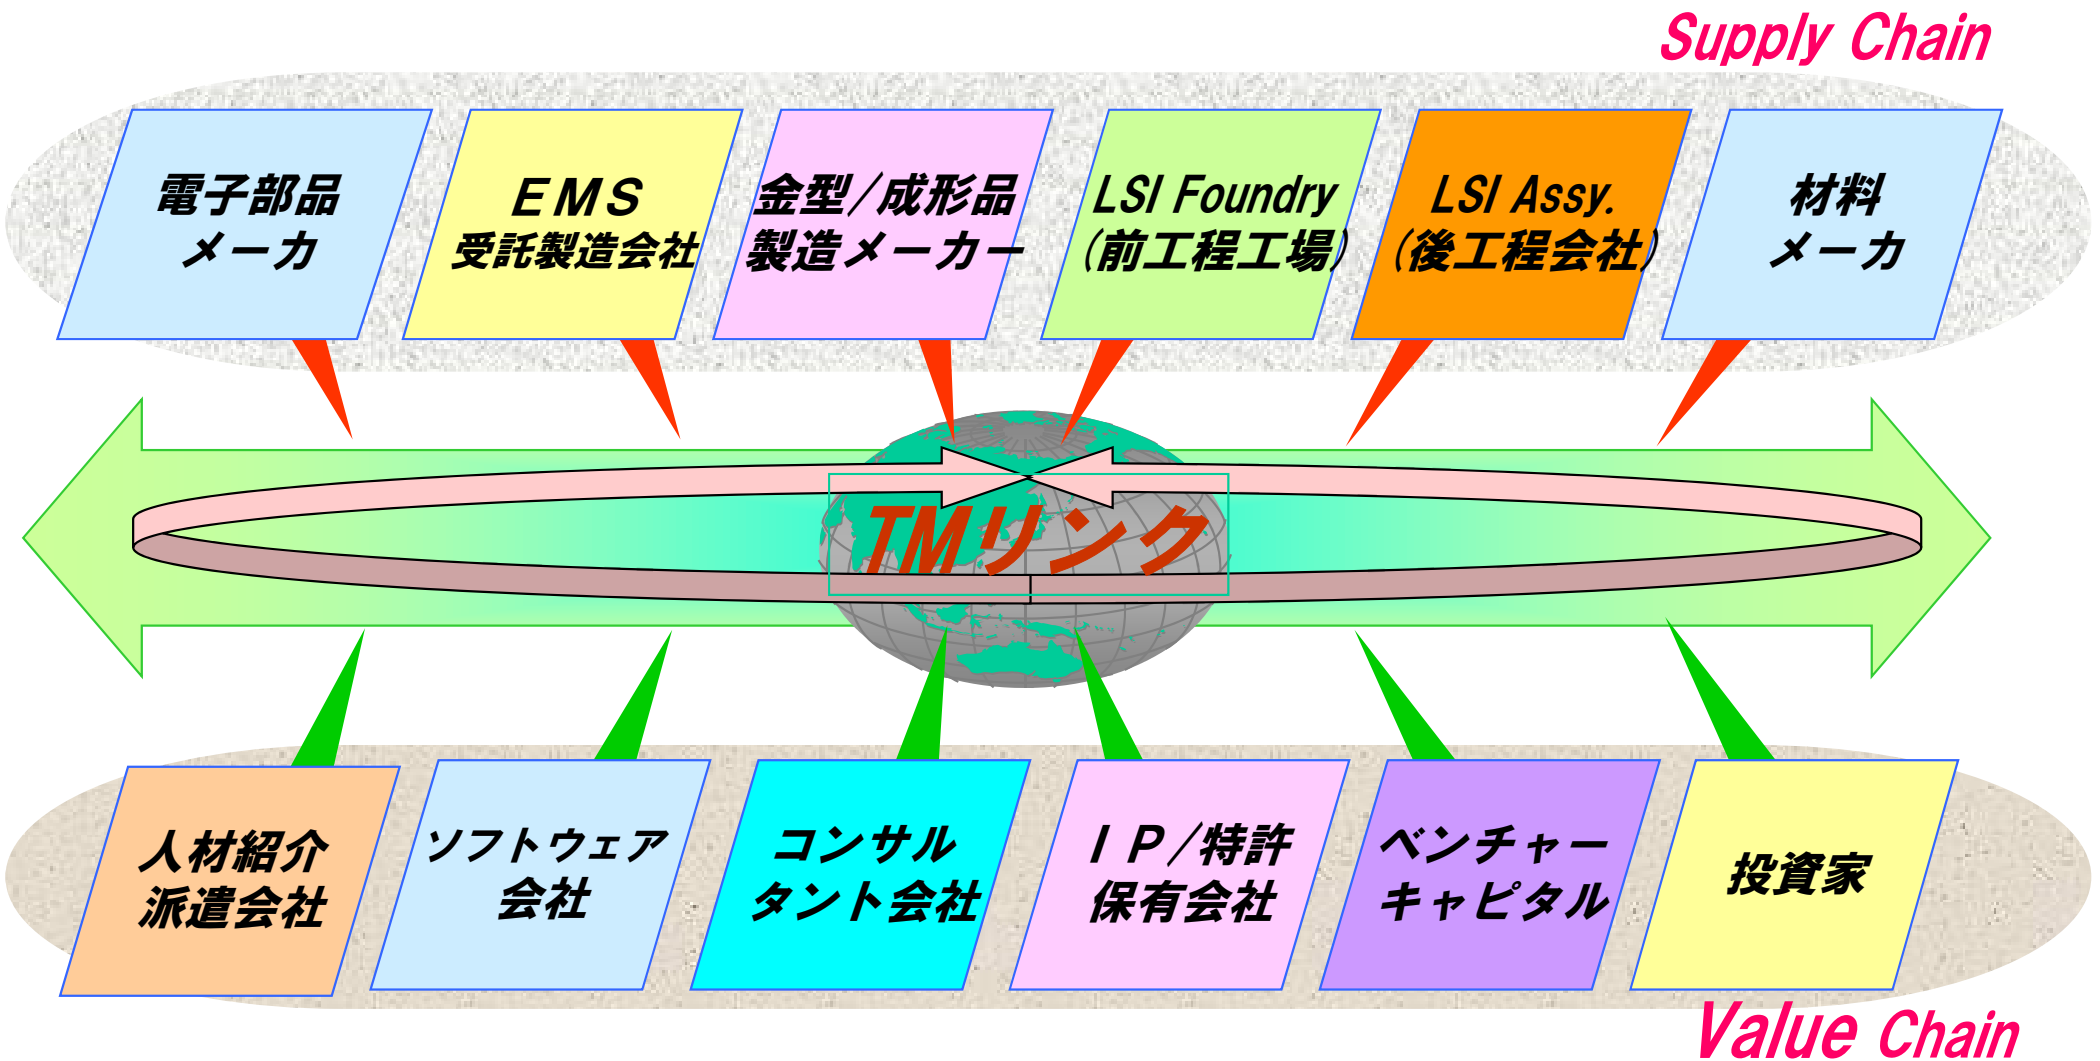 Supply Chain
電子部品
メーカ
ＥＭＳ
受託製造会社
金型/成形品
製造メーカー
LSI Foundry
(前工程工場)
LSI Assy.
(後工程会社)
材料
メーカ
TMリンク
人材紹介
派遣会社
ソフトウェア
会社
コンサル
タント会社
ＩＰ/特許
保有会社
ベンチャー
キャピタル
投資家
Value Chain